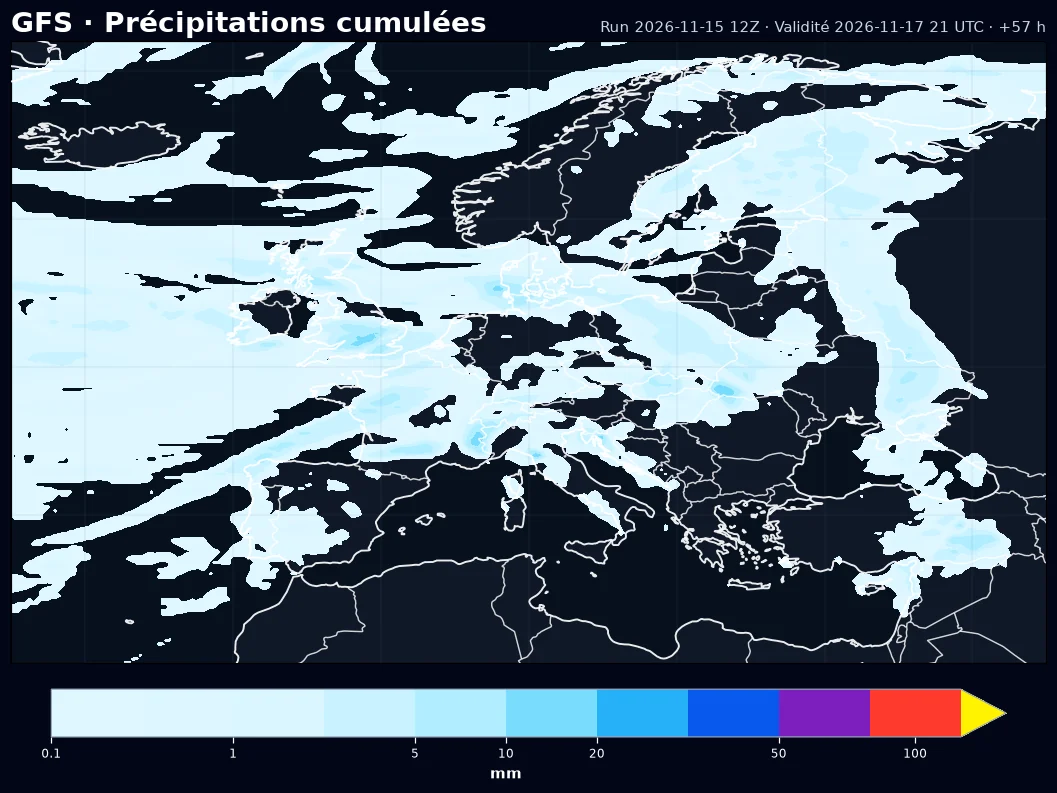 GFS · Précipitations cumulées
Run 2026-11-15 12Z · Validité 2026-11-17 21 UTC · +57 h
0.1 1 5 10 20 50 100
mm